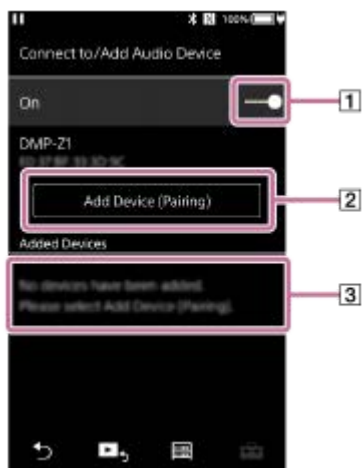 100%
Connect to/Add Audio Device
On
1
DMP-Z1
Add Device (Pairing)
2
Added Devices
No devices have been added.
Please select Add Device (Pairing).
3